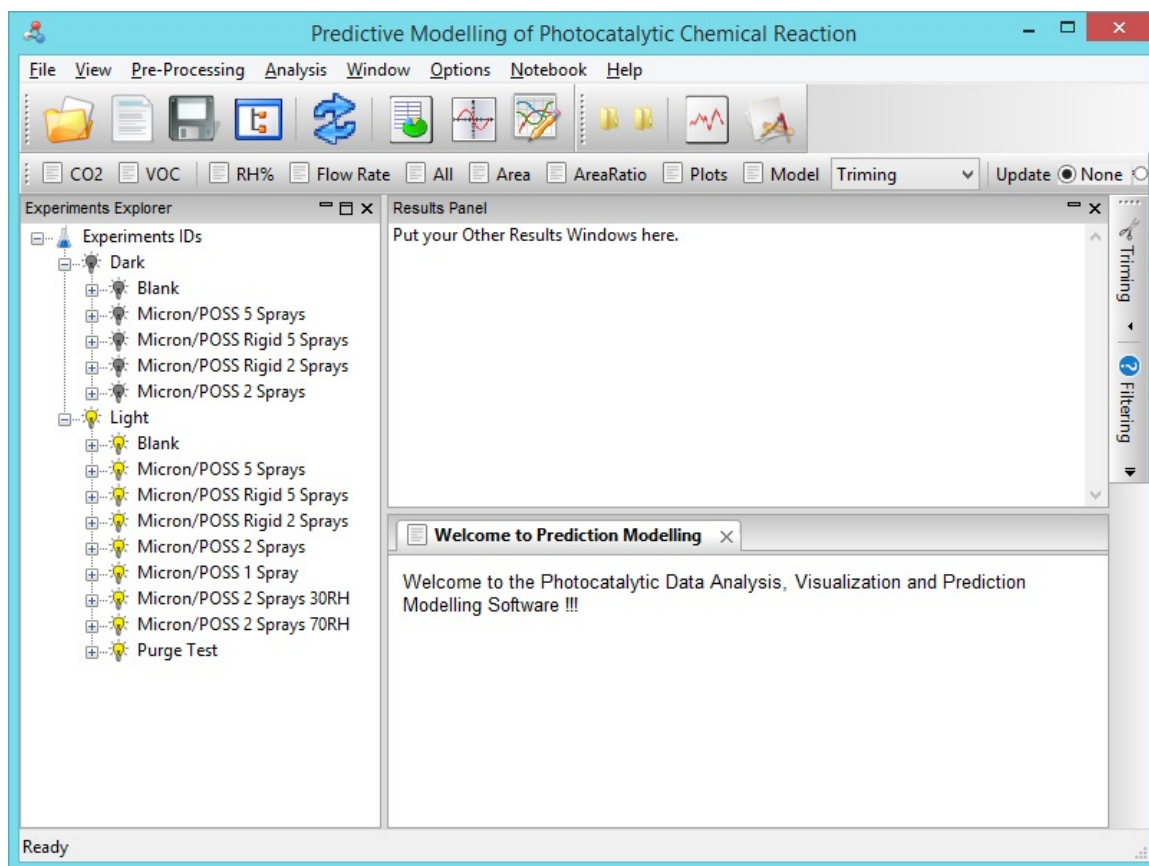 Predictive Modelling of Photocatalytic Chemical Reaction
File View Pre-Processing Analysis Window Options Notebook Help
CO2 VOC RH% Flow Rate All Area AreaRatio Plots Model Triming Update None
Experiments Explorer
Experiments IDs
Dark
Blank
Micron/POSS 5 Sprays
Micron/POSS Rigid 5 Sprays
Micron/POSS Rigid 2 Sprays
Micron/POSS 2 Sprays
Light
Blank
Micron/POSS 5 Sprays
Micron/POSS Rigid 5 Sprays
Micron/POSS Rigid 2 Sprays
Micron/POSS 2 Sprays
Micron/POSS 1 Spray
Micron/POSS 2 Sprays 30RH
Micron/POSS 2 Sprays 70RH
Purge Test
Results Panel
Put your Other Results Windows here.
Triming
Filtering
Welcome to Prediction Modelling
Welcome to the Photocatalytic Data Analysis, Visualization and Prediction
Modelling Software !!!
Ready